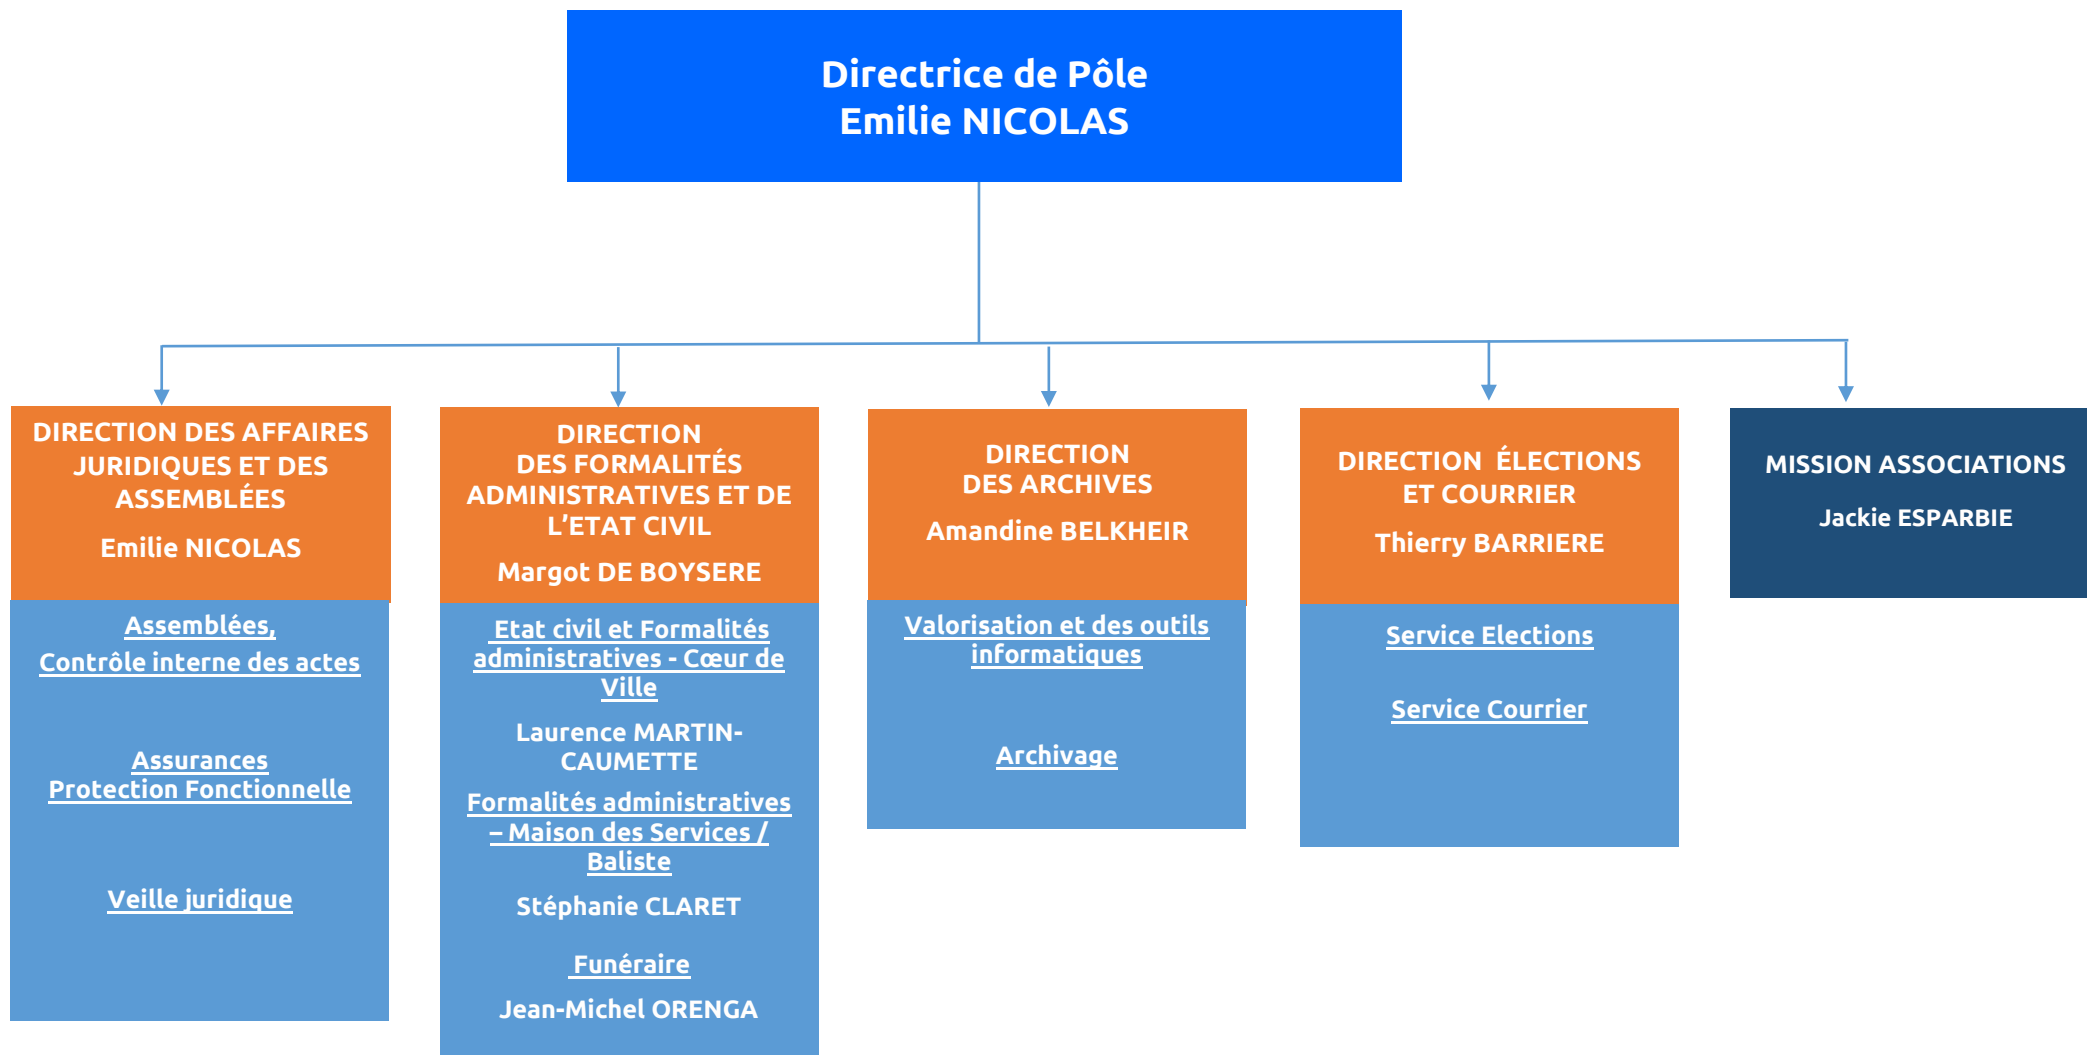 Directrice de Pôle
Emilie NICOLAS
DIRECTION DES AFFAIRES
JURIDIQUES ET DES
ASSEMBLÉES
Emilie NICOLAS
Assemblées,
Contrôle interne des actes
Assurances
Protection Fonctionnelle
Veille juridique
DIRECTION
DES FORMALITÉS
ADMINISTRATIVES ET DE
L’ETAT CIVIL
Margot DE BOYSERE
Etat civil et Formalités
administratives - Cœur de
Ville
Laurence MARTIN-
CAUMETTE
Formalités administratives
– Maison des Services /
Baliste
Stéphanie CLARET
Funéraire
Jean-Michel ORENGA
DIRECTION
DES ARCHIVES
Amandine BELKHEIR
Valorisation et des outils
informatiques
Archivage
DIRECTION ÉLECTIONS
ET COURRIER
Thierry BARRIERE
Service Elections
Service Courrier
MISSION ASSOCIATIONS
Jackie ESPARBIE